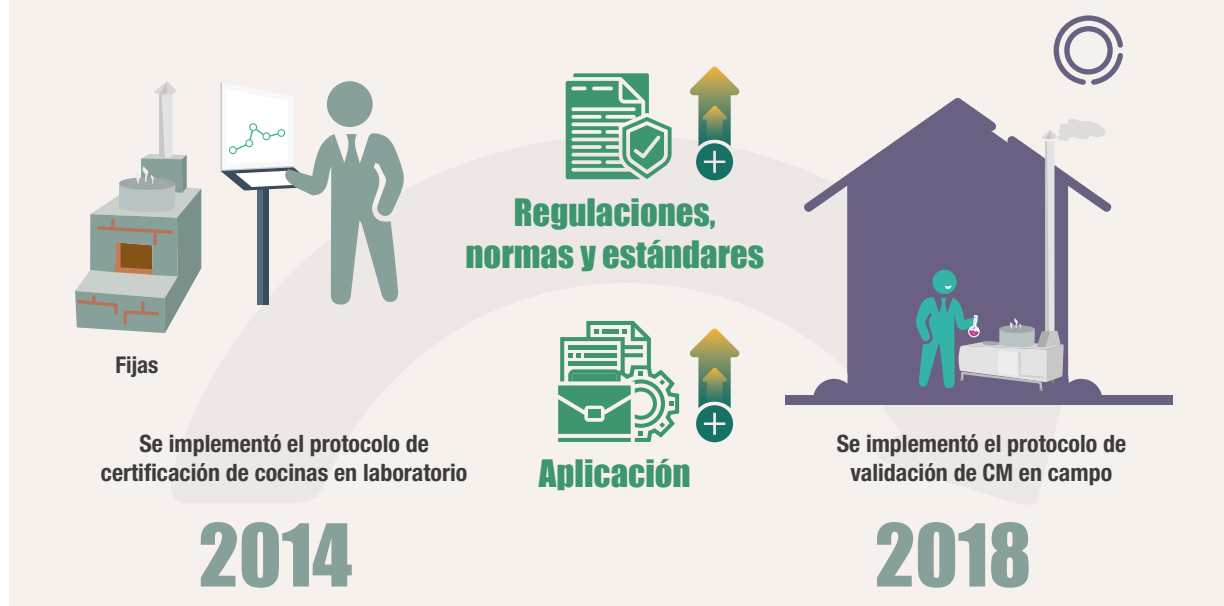 Fijas
Se implementó el protocolo de
certificación de cocinas en laboratorio
2014
Regulaciones,
normas y estándares
Aplicación
Se implementó el protocolo de
validación de CM en campo
2018